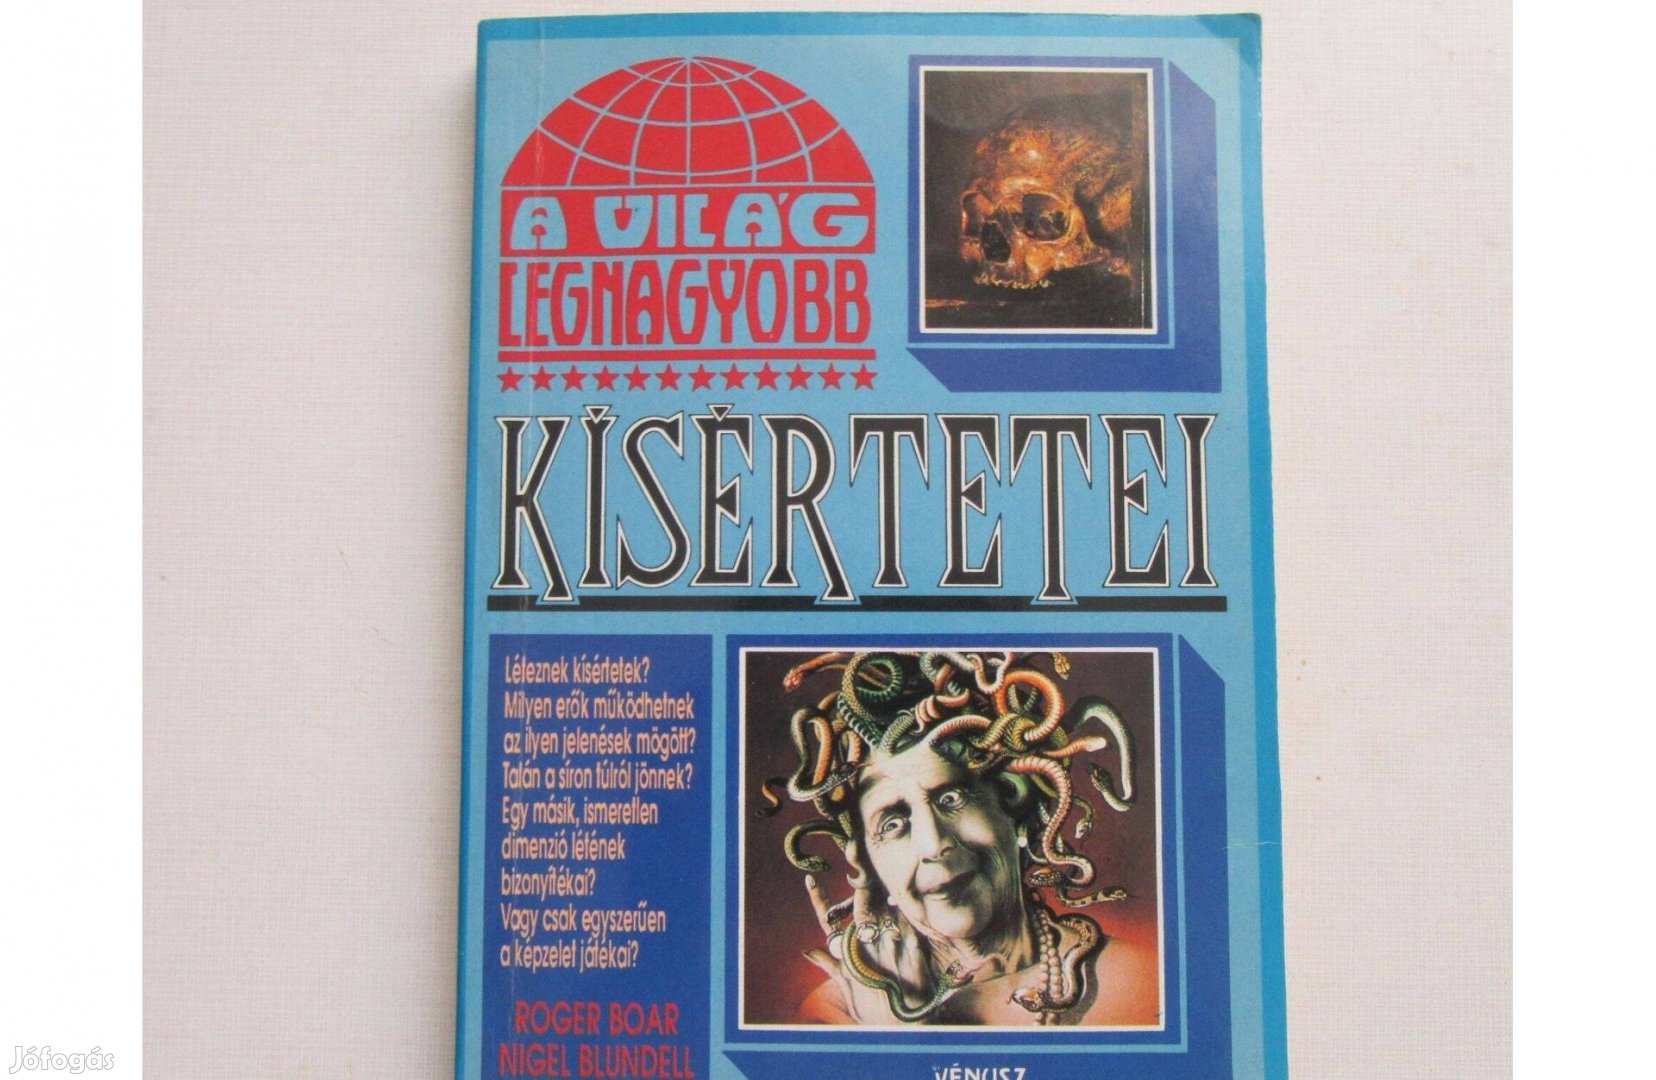 A VILÁG
LEGNAGYOBB
KÍSÉRTETEI
Léteznek kísértetek?
Milyen erők működhetnek
az ilyen jelenések mögött?
Talán a síron túlról jönnek?
Egy másik, ismeretlen
dimenzió létének
bizonyítékai?
Vagy csak egyszerűen
a képzelet játékai?
ROGER BOAR
NIGEL BLUNDELL
VÉNUSZ
Jófogás